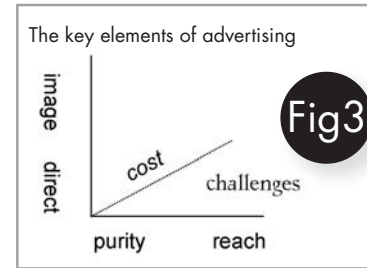 The key elements of advertising
Fig3
image
direct
cost
challenges
purity
reach